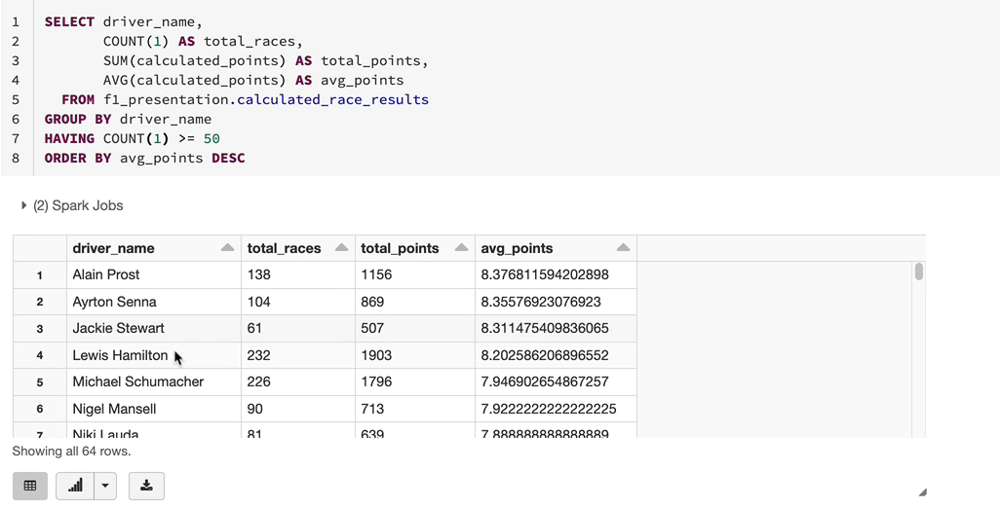 1 SELECT driver_name,
2 COUNT(1) AS total_races,
3 SUM(calculated_points) AS total_points,
4 AVG(calculated_points) AS avg_points
5 FROM f1_presentation.calculated_race_results
6 GROUP BY driver_name
7 HAVING COUNT(1) >= 50
8 ORDER BY avg_points DESC
(2) Spark Jobs
driver_name total_races total_points avg_points
1 Alain Prost 138 1156 8.376811594202898
2 Ayrton Senna 104 869 8.35576923076923
3 Jackie Stewart 61 507 8.311475409836065
4 Lewis Hamilton 232 1903 8.202586206896552
5 Michael Schumacher 226 1796 7.946902654867257
6 Nigel Mansell 90 713 7.9222222222222225
7 Niki Lauda 81 639 7.888888888888889
Showing all 64 rows.